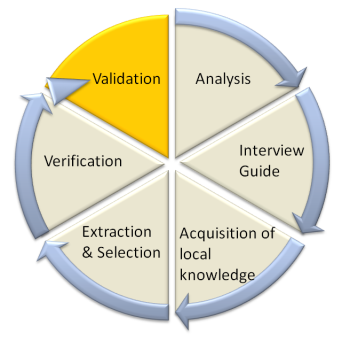 Validation
Analysis
Interview
Guide
Acquisition of
local
knowledge
Extraction
& Selection
Verification